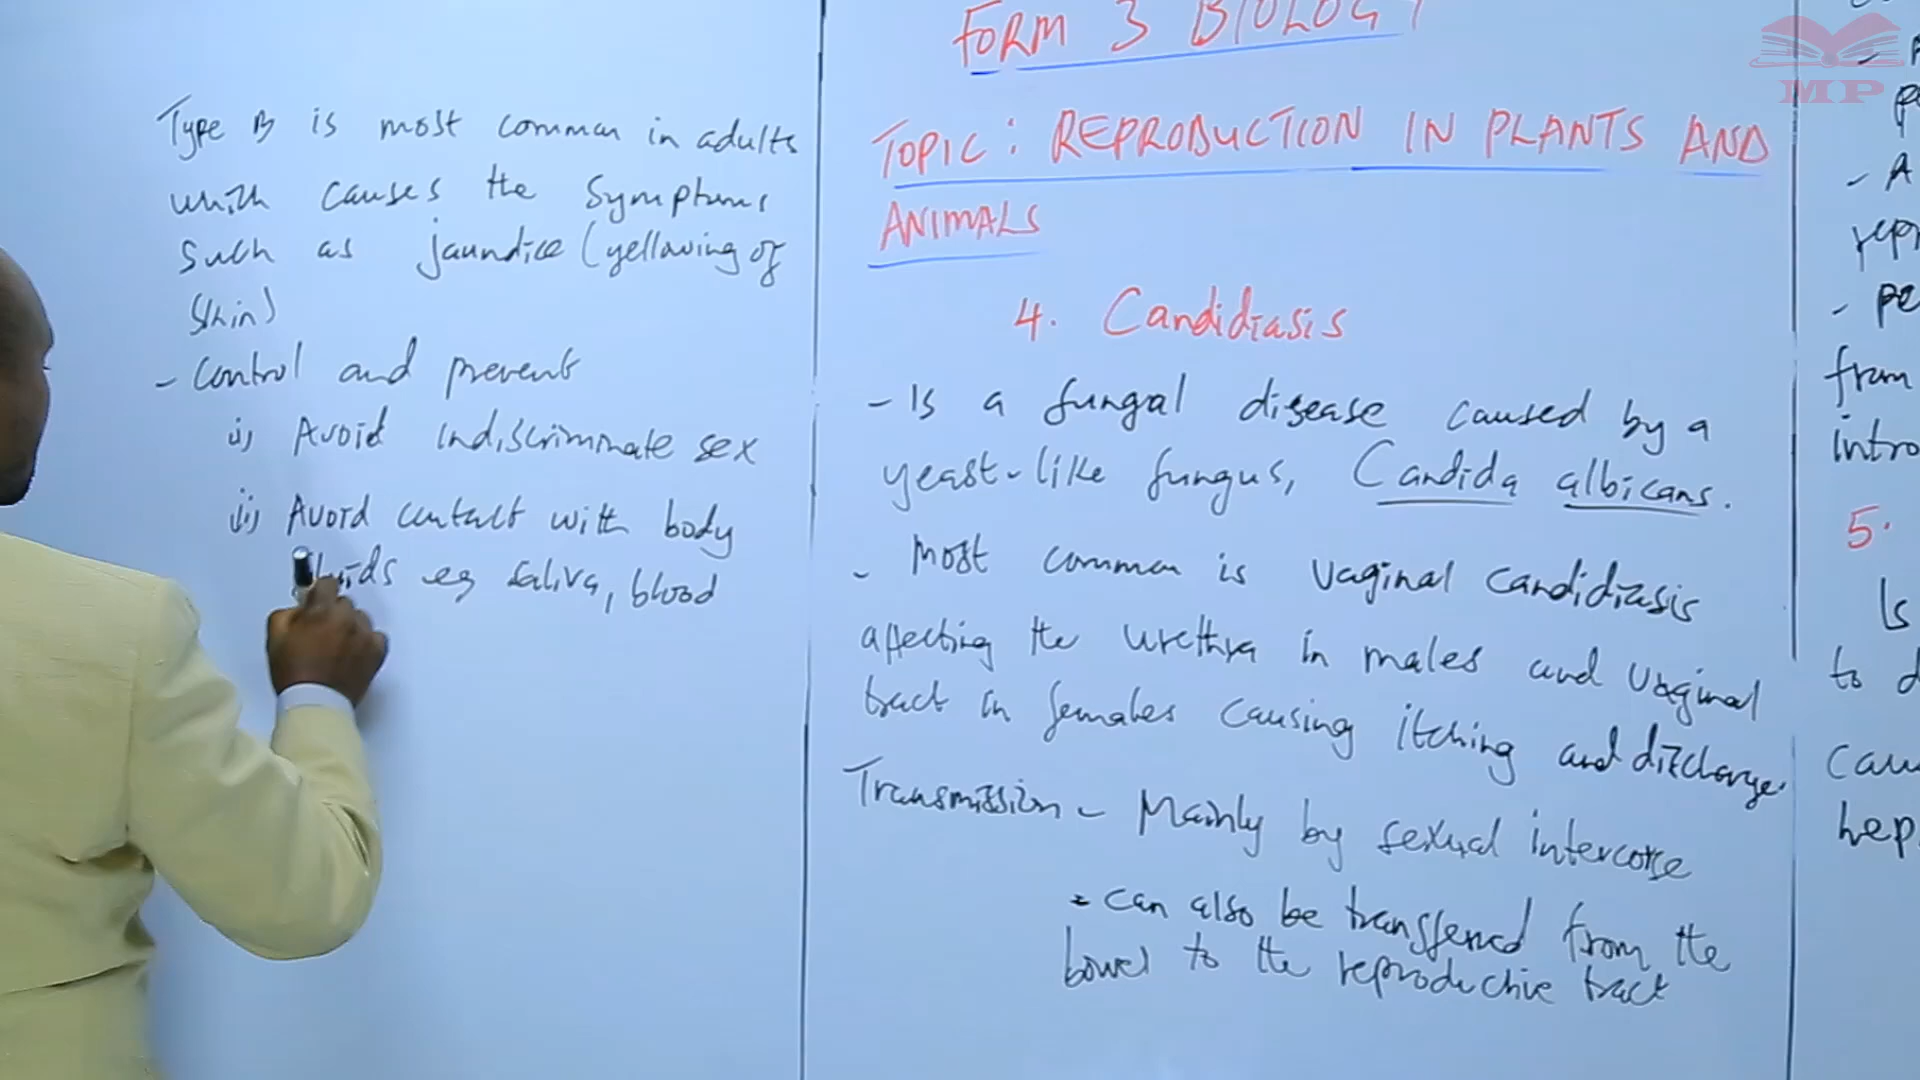 Type B is most common in adults
which causes the symptoms
such as jaundice (yellowing of
skin)
- Control and prevent
i) Avoid indiscriminate sex
ii) Avoid contact with body
fluids eg saliva, blood
FORM 3 BIOLOGY
TOPIC: REPRODUCTION IN PLANTS AND
ANIMALS
4. Candidiasis
- Is a fungal disease caused by a
yeast-like fungus, Candida albicans.
- Most common is vaginal candidiasis
affecting the urethra in males and vaginal
tract in females causing itching and discharge.
Transmission - Mainly by sexual intercorse
- can also be transferred from the
bowel to the reproductive tract
- A
repr
- pe
from
intro
5.
Is
to d
cau
hep
MP